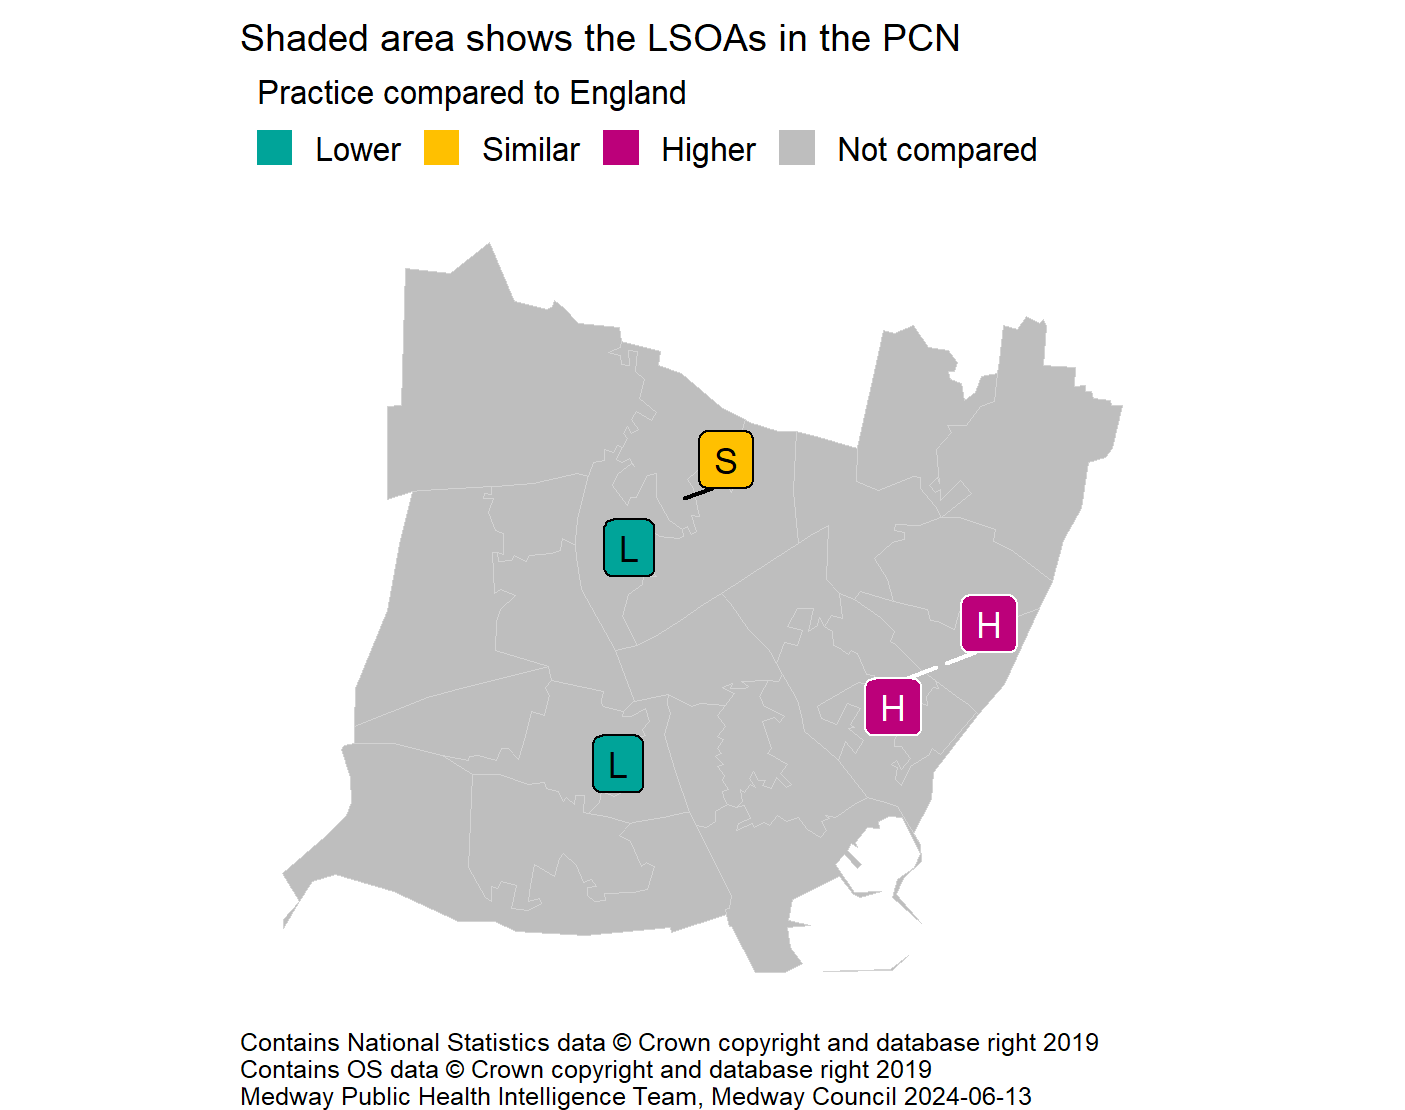 Shaded area shows the LSOAs in the PCN
Practice compared to England
Lower Similar Higher Not compared
S
L
H
H
L
Contains National Statistics data © Crown copyright and database right 2019
Contains OS data © Crown copyright and database right 2019
Medway Public Health Intelligence Team, Medway Council 2024-06-13